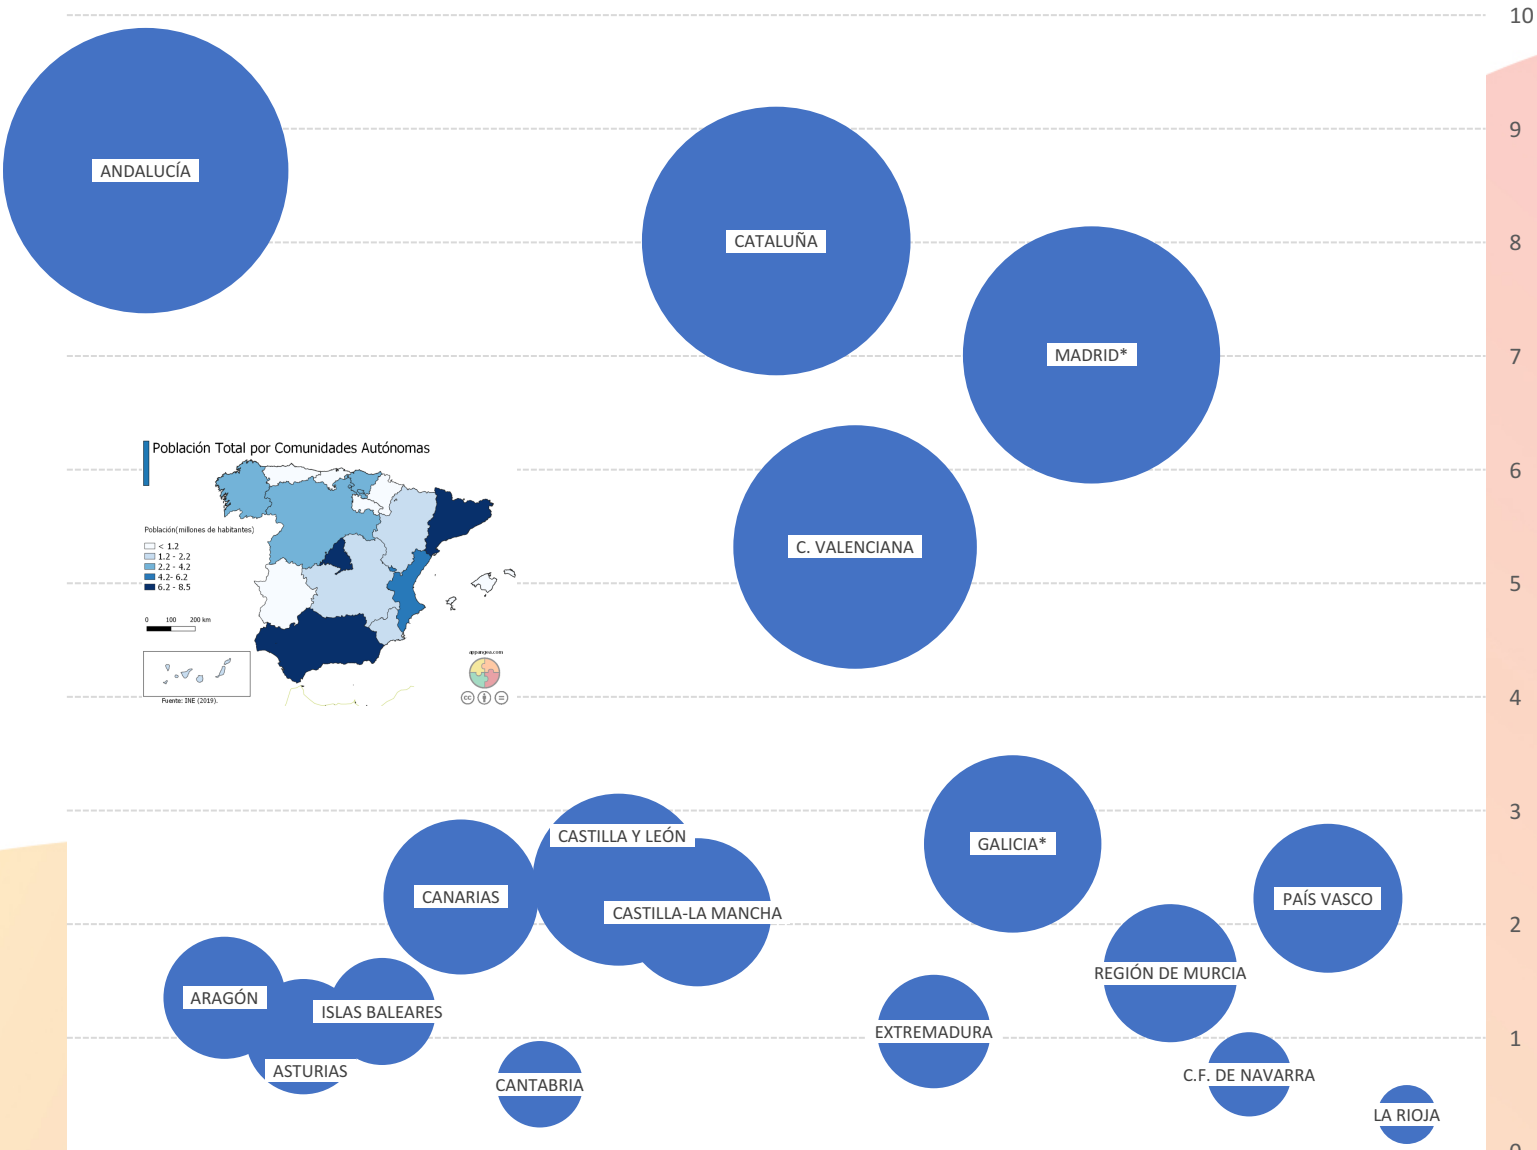 10
9
ANDALUCÍA
CATALUÑA
8
MADRID*
7
Población Total por Comunidades Autónomas
6
Población(millones de habitantes)
< 1.2
1.2 - 2.2
2.2 - 4.2
4.2- 6.2
6.2 - 8.5
C. VALENCIANA
5
0 100 200 km
appangea.com
Fuente: INE (2019).
4
3
CASTILLA Y LEÓN
GALICIA*
CANARIAS
PAÍS VASCO
CASTILLA-LA MANCHA
2
REGIÓN DE MURCIA
ARAGÓN
ISLAS BALEARES
EXTREMADURA
1
ASTURIAS
C.F. DE NAVARRA
CANTABRIA
LA RIOJA
0